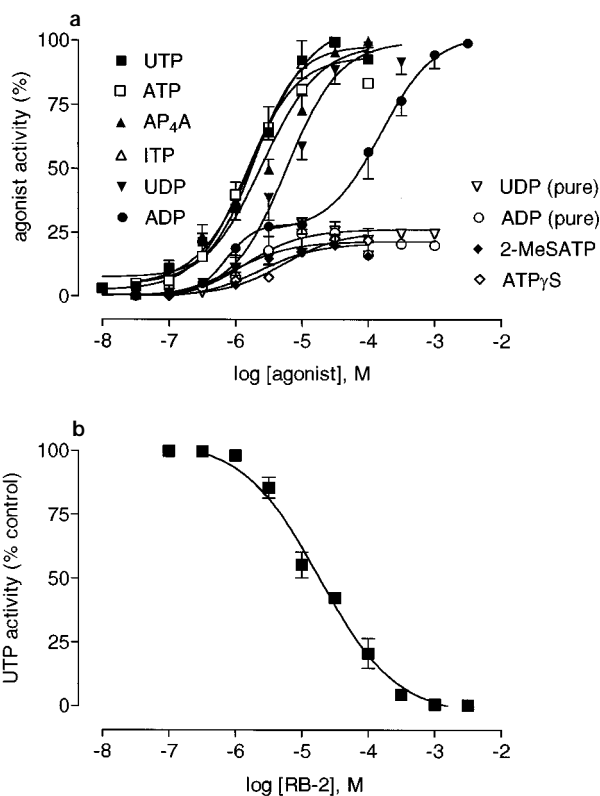 a
agonist activity (%)
100
75
50
25
0
UTP
ATP
AP₄A
ITP
UDP
ADP
UDP (pure)
ADP (pure)
2-MeSATP
ATPγS
-8 -7 -6 -5 -4 -3 -2
log [agonist], M
b
UTP activity (% control)
100
75
50
25
0
-8 -7 -6 -5 -4 -3 -2
log [RB-2], M